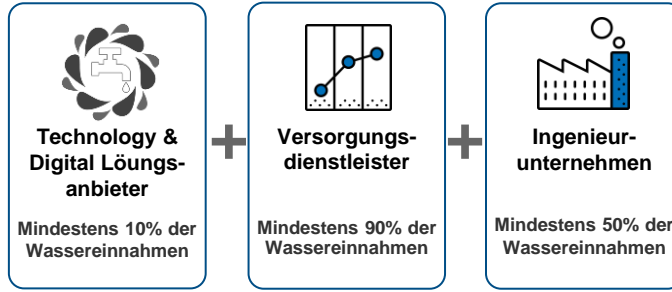 Technology &
Digital Löungs-
anbieter
Mindestens 10% der
Wassereinnahmen
+
Versorgungs-
dienstleister
Mindestens 90% der
Wassereinnahmen
+
Ingenieur-
unternehmen
Mindestens 50% der
Wassereinnahmen